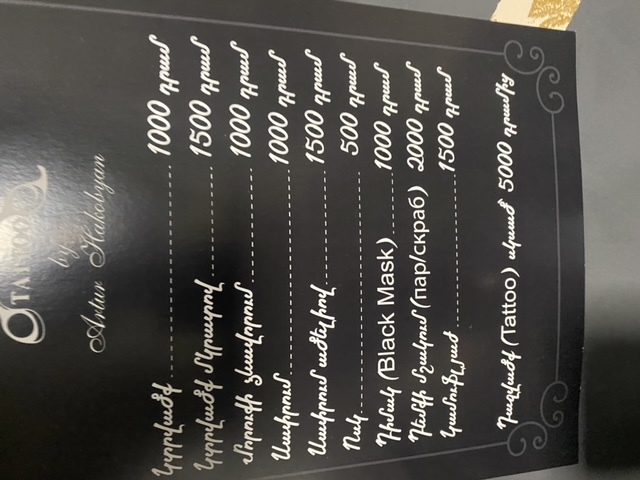 TATTOO
by
Artur Hakobyan
Կտրվածք 1000 դրամ
Կտրվածք մկրատով 1500 դրամ
Մորուքի ձևավորում 1000 դրամ
Սափրում 1000 դրամ
Սափրում ածելիով 1500 դրամ
Ոսկ 500 դրամ
Դիմակ (Black Mask) 1000 դրամ
Դեմքի մշակում (пар/скраб) 2000 դրամ
Կամուֆլյաժ 1500 դրամ
Դաջվածք (Tattoo) սկսած 5000 դրամից